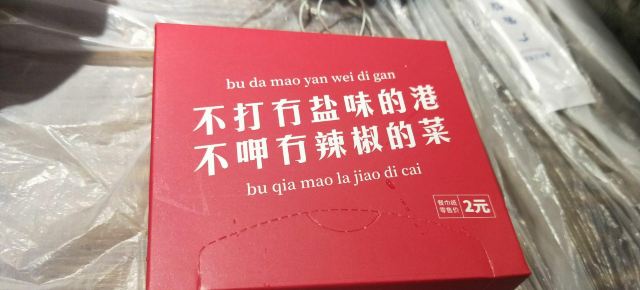 bu da mao yan wei di gan
不打冇盐味的港
不呷冇辣椒的菜
bu qia mao la jiao di cai
餐巾纸
零售价
2元